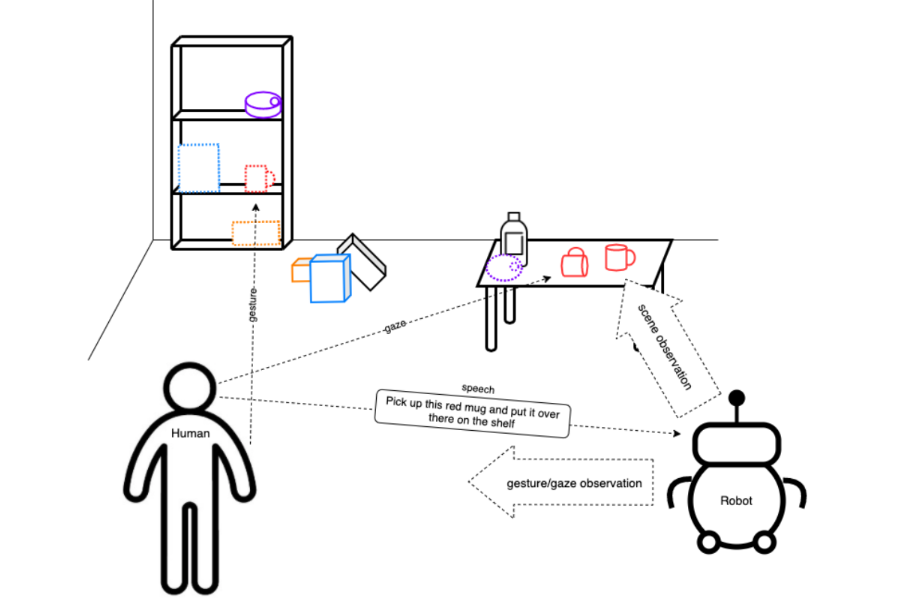 gesture
gaze
scene observation
speech
Pick up this red mug and put it over
there on the shelf
Human
gesture/gaze observation
Robot